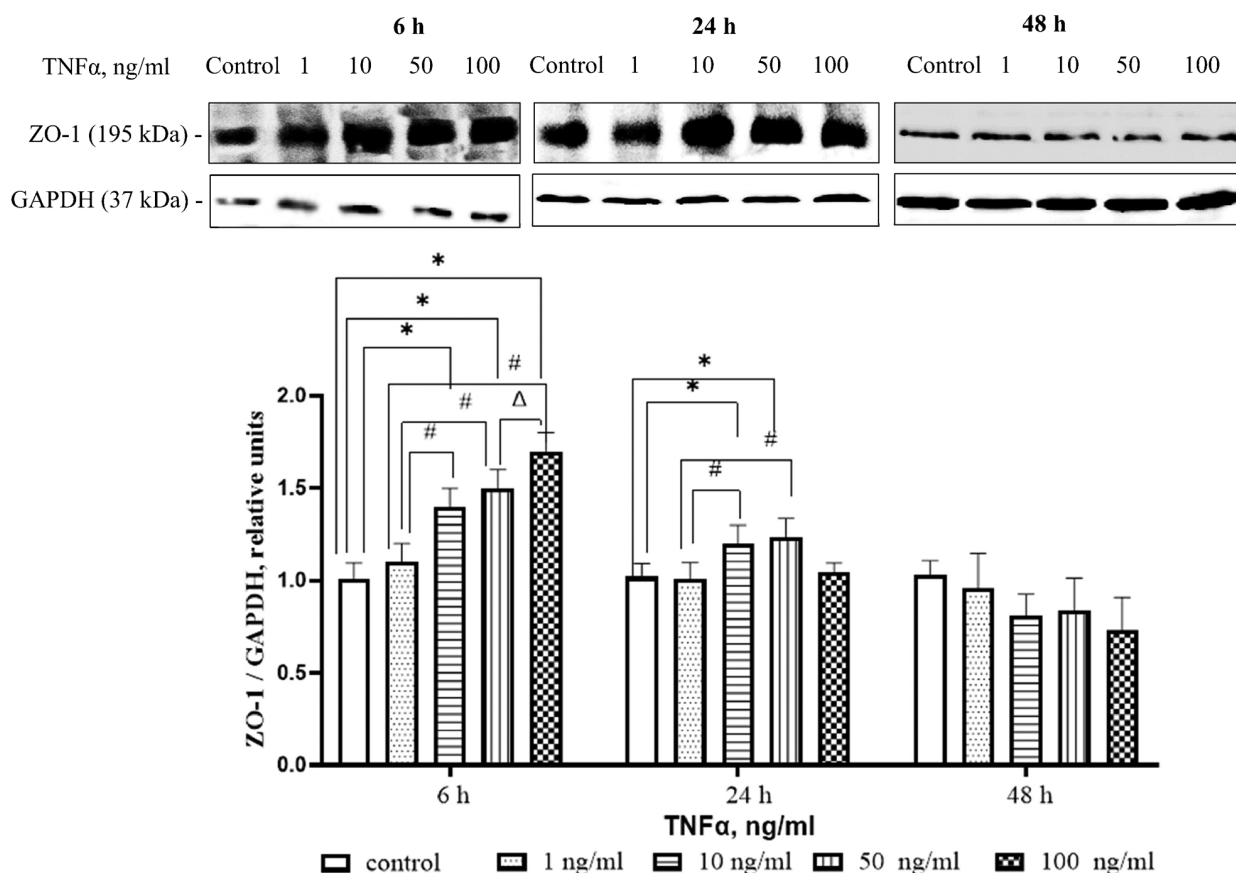 6 h 24 h 48 h
TNFα, ng/ml Control 1 10 50 100 Control 1 10 50 100 Control 1 10 50 100
ZO-1 (195 kDa) -
GAPDH (37 kDa) -
*
*
*
#
#
#
Δ
*
*
#
#
ZO-1 / GAPDH, relative units
2.0
1.5
1.0
0.5
0.0
6 h 24 h 48 h
TNFα, ng/ml
control 1 ng/ml 10 ng/ml 50 ng/ml 100 ng/ml